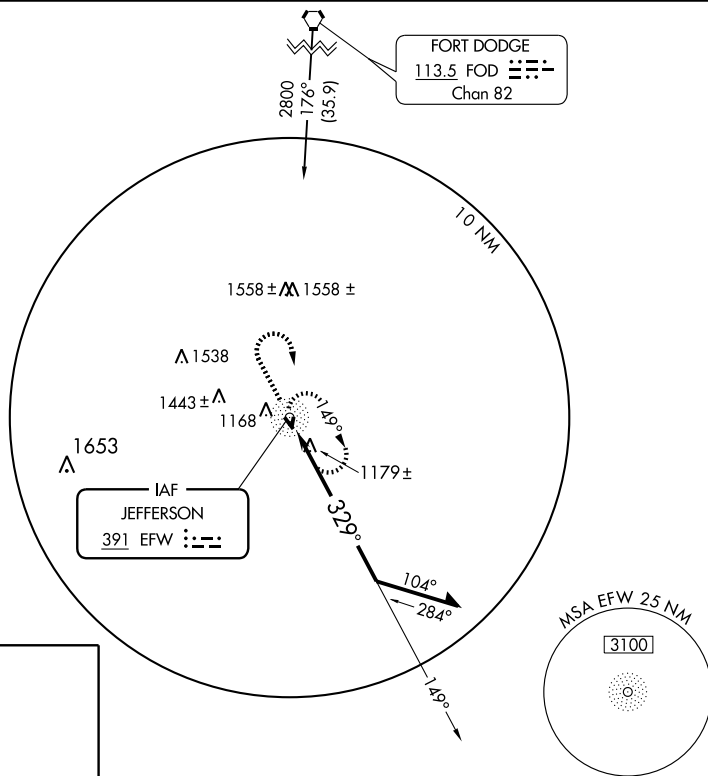 FORT DODGE
113.5 FOD
Chan 82
2800
176°
(35.9)
10 NM
1558 ± 1558 ±
1538
1443 ±
1168
149°
1653
1179 ±
IAF
JEFFERSON
391 EFW
329°
104°
284°
MSA EFW 25 NM
3100
149°